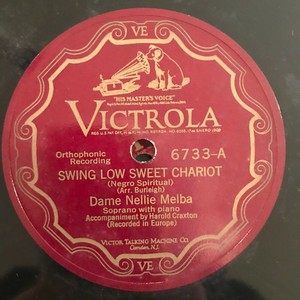 VE
"HIS MASTER'S VOICE"
VICTROLA
Orthophonic
Recording
6733-A
SWING LOW SWEET CHARIOT
(Negro Spiritual)
(Arr. Burleigh)
Dame Nellie Melba
Soprano with piano
Accompaniment by Harold Craxton
(Recorded in Europe)
VICTOR TALKING MACHINE CO.
Camden, N.J.
VE